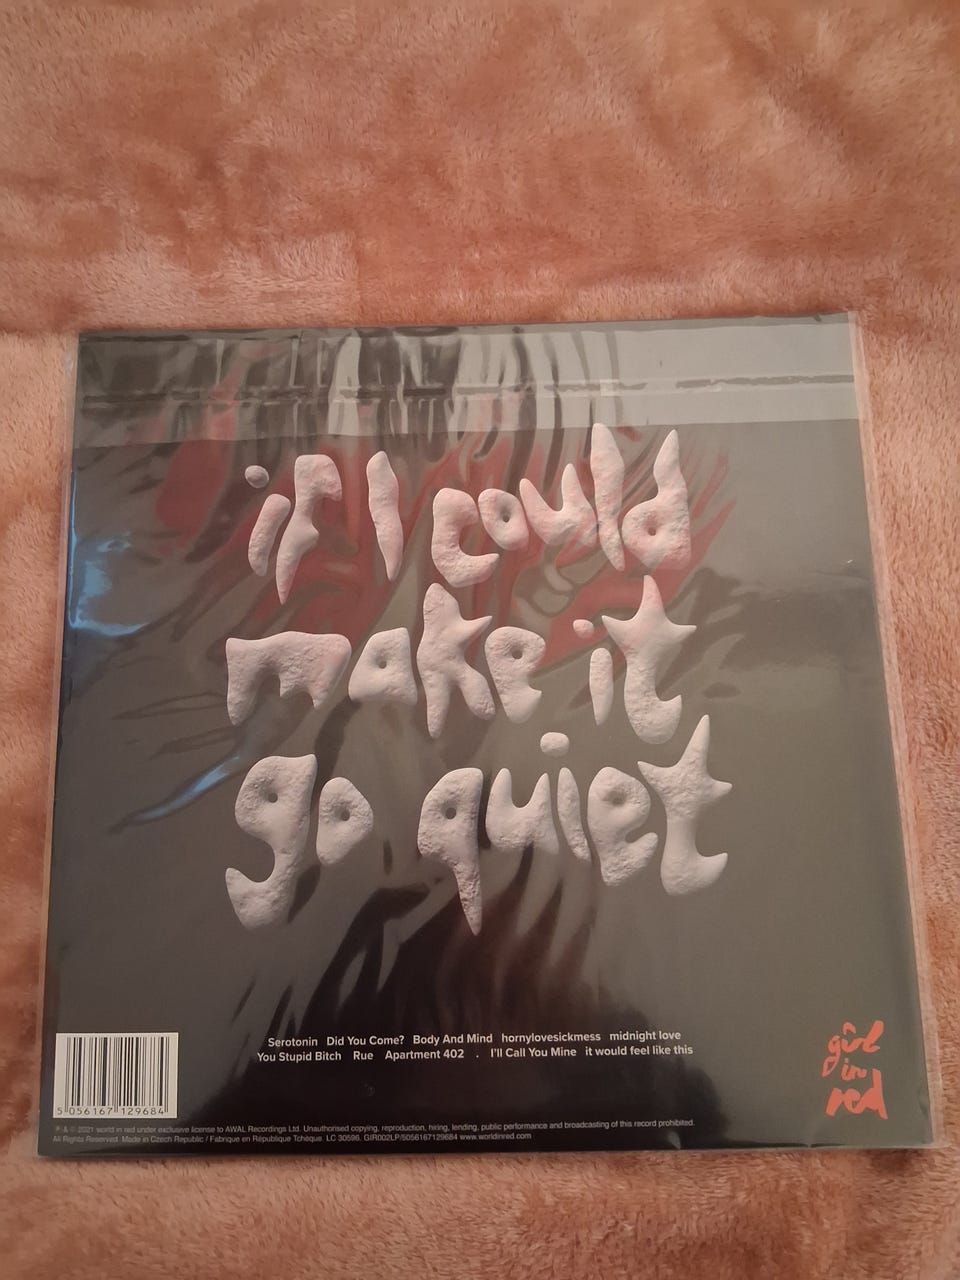 if I could
make it
go quiet
Serotonin Did You Come? Body And Mind hornylovesickmess midnight love
You Stupid Bitch Rue Apartment 402 . I'll Call You Mine it would feel like this
girl
in
red
5 056167 129684
℗ & © 2021 world in red under exclusive license to AWAL Recordings Ltd. Unauthorised copying, reproduction, hiring, lending, public performance and broadcasting of this record prohibited.
All Rights Reserved. Made in Czech Republic / Fabriqué en République Tchèque. LC 30596. GIR002LP/5056167129684 www.worldinred.com